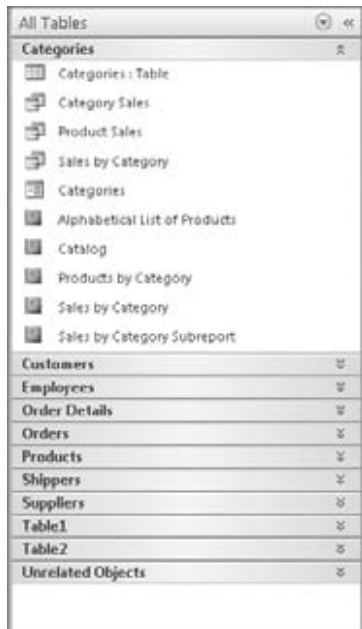 All Tables
Categories
Categories : Table
Category Sales
Product Sales
Sales by Category
Categories
Alphabetical List of Products
Catalog
Products by Category
Sales by Category
Sales by Category Subreport
Customers
Employees
Order Details
Orders
Products
Shippers
Suppliers
Table1
Table2
Unrelated Objects